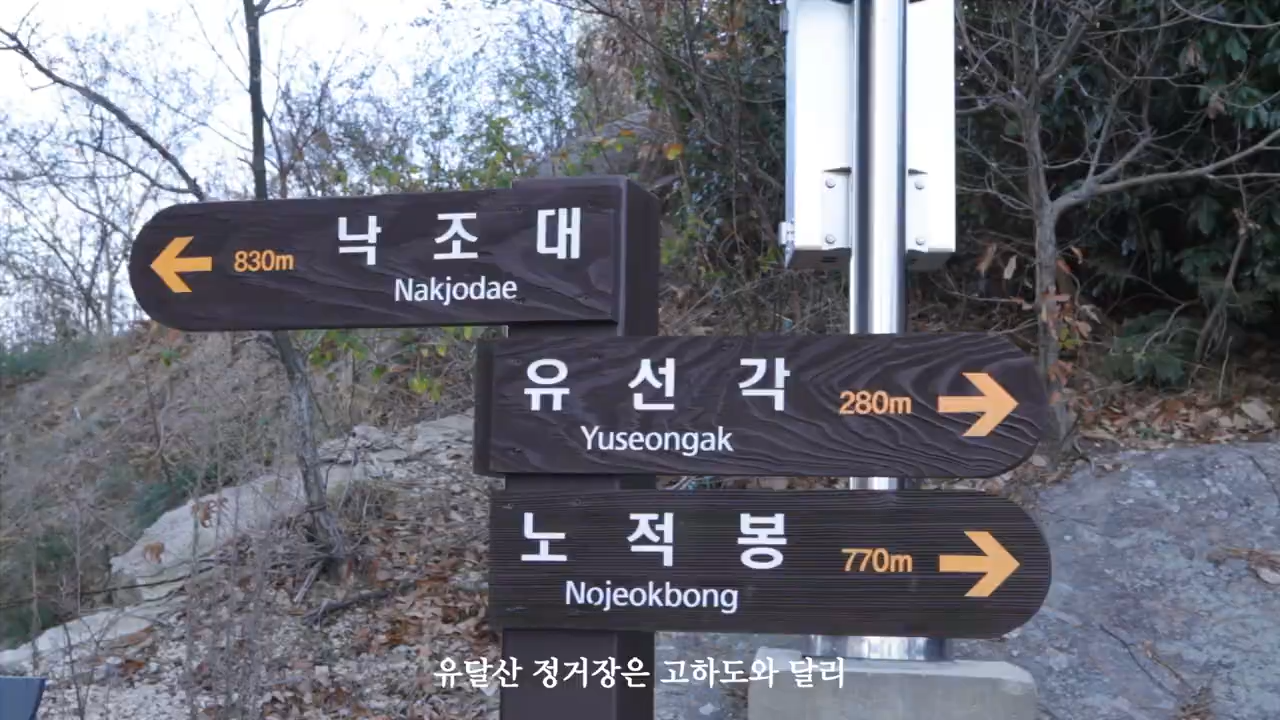 낙조대
830m
Nakjodae
유선각
280m
Yuseongak
노적봉
770m
Nojeokbong
유달산 정거장은 고하도와 달리